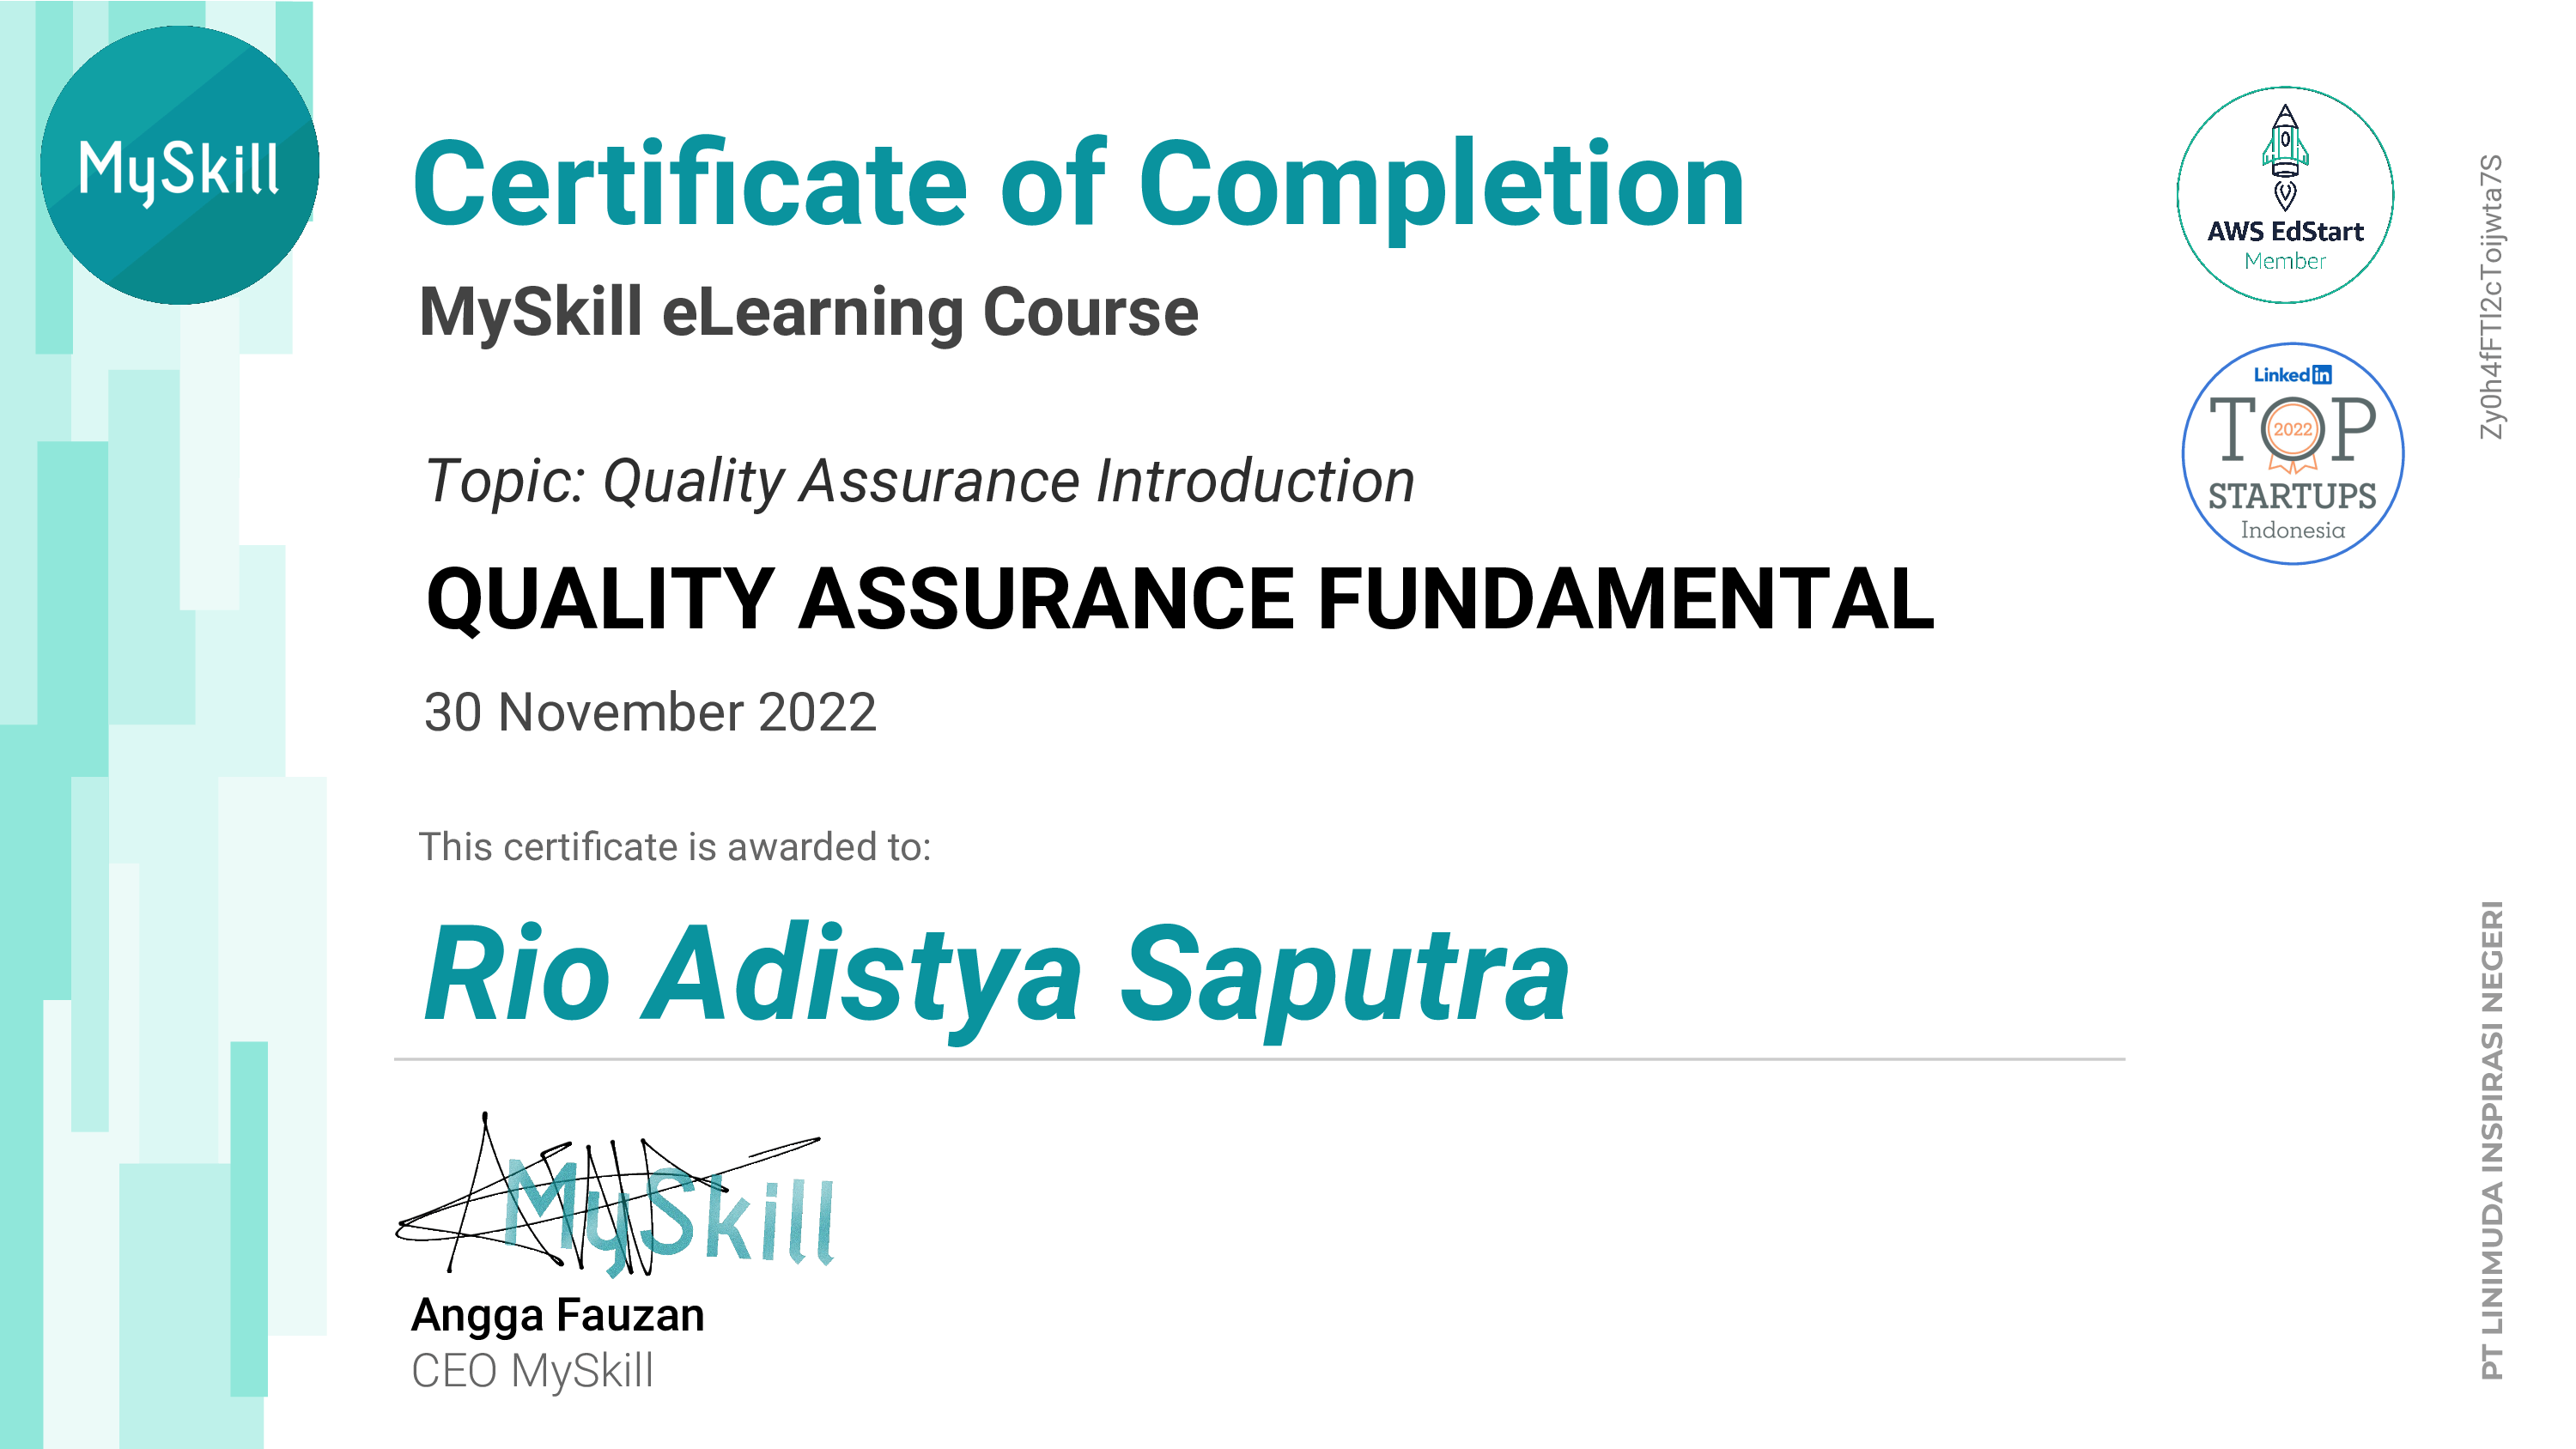 MySkill
Certificate of Completion
MySkill eLearning Course
Topic: Quality Assurance Introduction
QUALITY ASSURANCE FUNDAMENTAL
30 November 2022
This certificate is awarded to:
Rio Adistya Saputra
MySkill
Angga Fauzan
CEO MySkill
AWS EdStart
Member
Linked in
TOP
2022
STARTUPS
Indonesia
Zy0h4fFTI2cToijwta7S
PT LINIMUDA INSPIRASI NEGERI